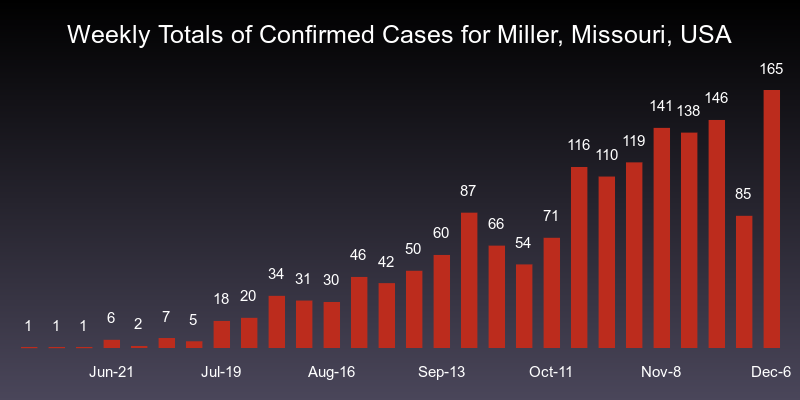 Weekly Totals of Confirmed Cases for Miller, Missouri, USA
1 1 1 6 2 7 5 18 20 34 31 30 46 42 50 60 87 66 54 71 116 110 119 141 138 146 85 165
Jun-21 Jul-19 Aug-16 Sep-13 Oct-11 Nov-8 Dec-6